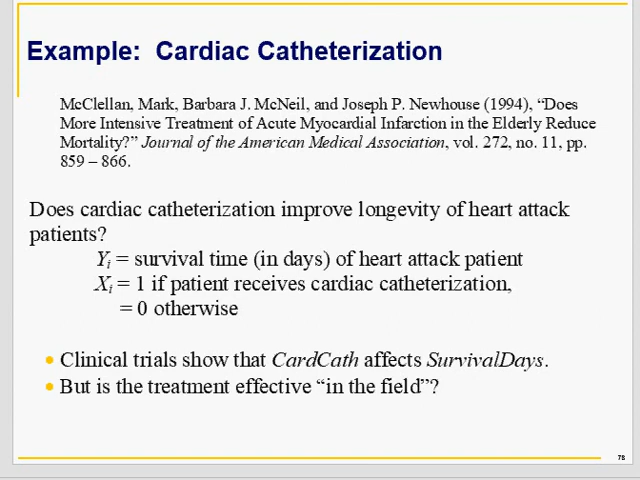 Example:  Cardiac Catheterization
McClellan, Mark, Barbara J. McNeil, and Joseph P. Newhouse (1994), “Does
More Intensive Treatment of Acute Myocardial Infarction in the Elderly Reduce
Mortality?” Journal of the American Medical Association, vol. 272, no. 11, pp.
859 – 866.
Does cardiac catheterization improve longevity of heart attack
patients?
Yi = survival time (in days) of heart attack patient
Xi = 1 if patient receives cardiac catheterization,
= 0 otherwise
• Clinical trials show that CardCath affects SurvivalDays.
• But is the treatment effective “in the field”?
78